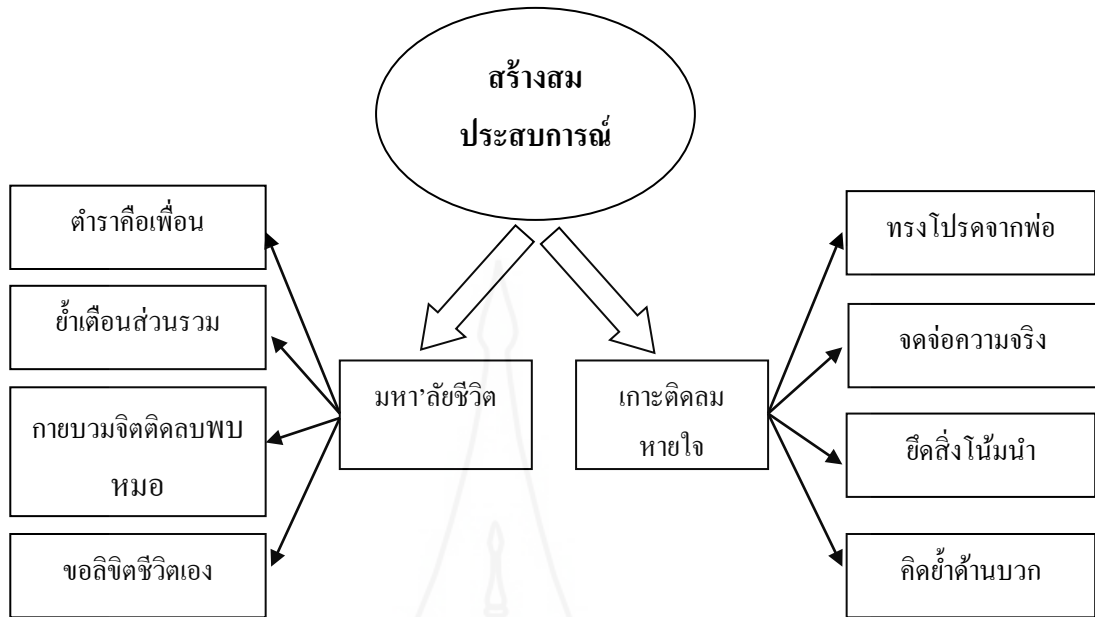 สร้างสม
ประสบการณ์
ตำราคือเพื่อน
ย้ำเตือนส่วนรวม
กายบวมจิตติดลบพบ
หมอ
ขอลิขิตชีวิตเอง
มหา’ลัยชีวิต
เกาะติดลม
หายใจ
ทรงโปรดจากพ่อ
จดจ่อความจริง
ยึดสิ่งโน้มนำ
คิดย้ำด้านบวก